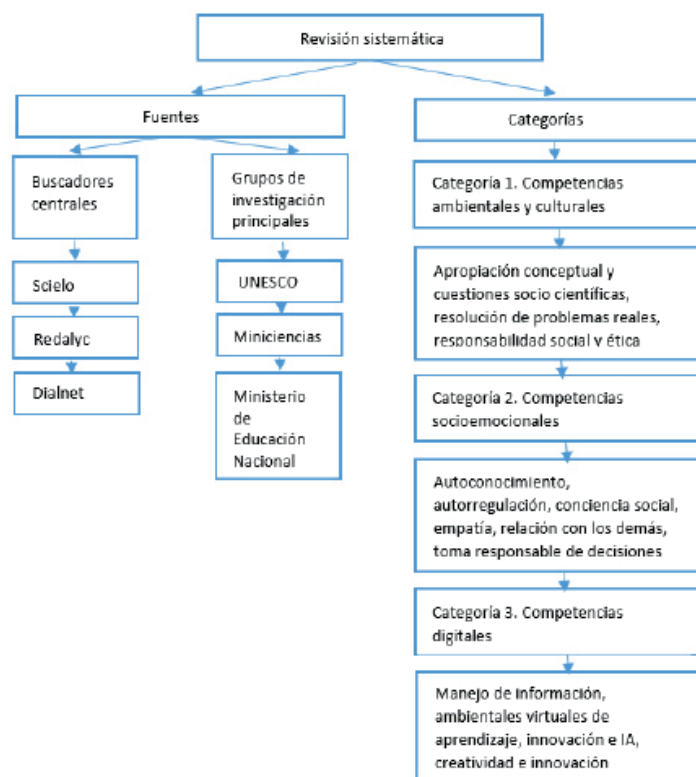 Revisión sistemática
Fuentes
Categorías
Buscadores
centrales
Grupos de
investigación
principales
Scielo
Redalyc
Dialnet
UNESCO
Miniciencias
Ministerio
de
Educación
Nacional
Categoría 1. Competencias
ambientales y culturales
Apropiación conceptual y
cuestiones socio científicas,
resolución de problemas reales,
responsabilidad social y ética
Categoría 2. Competencias
socioemocionales
Autoconocimiento,
autorregulación, conciencia social,
empatía, relación con los demás,
toma responsable de decisiones
Categoría 3. Competencias
digitales
Manejo de información,
ambientales virtuales de
aprendizaje, innovación e IA,
creatividad e innovación